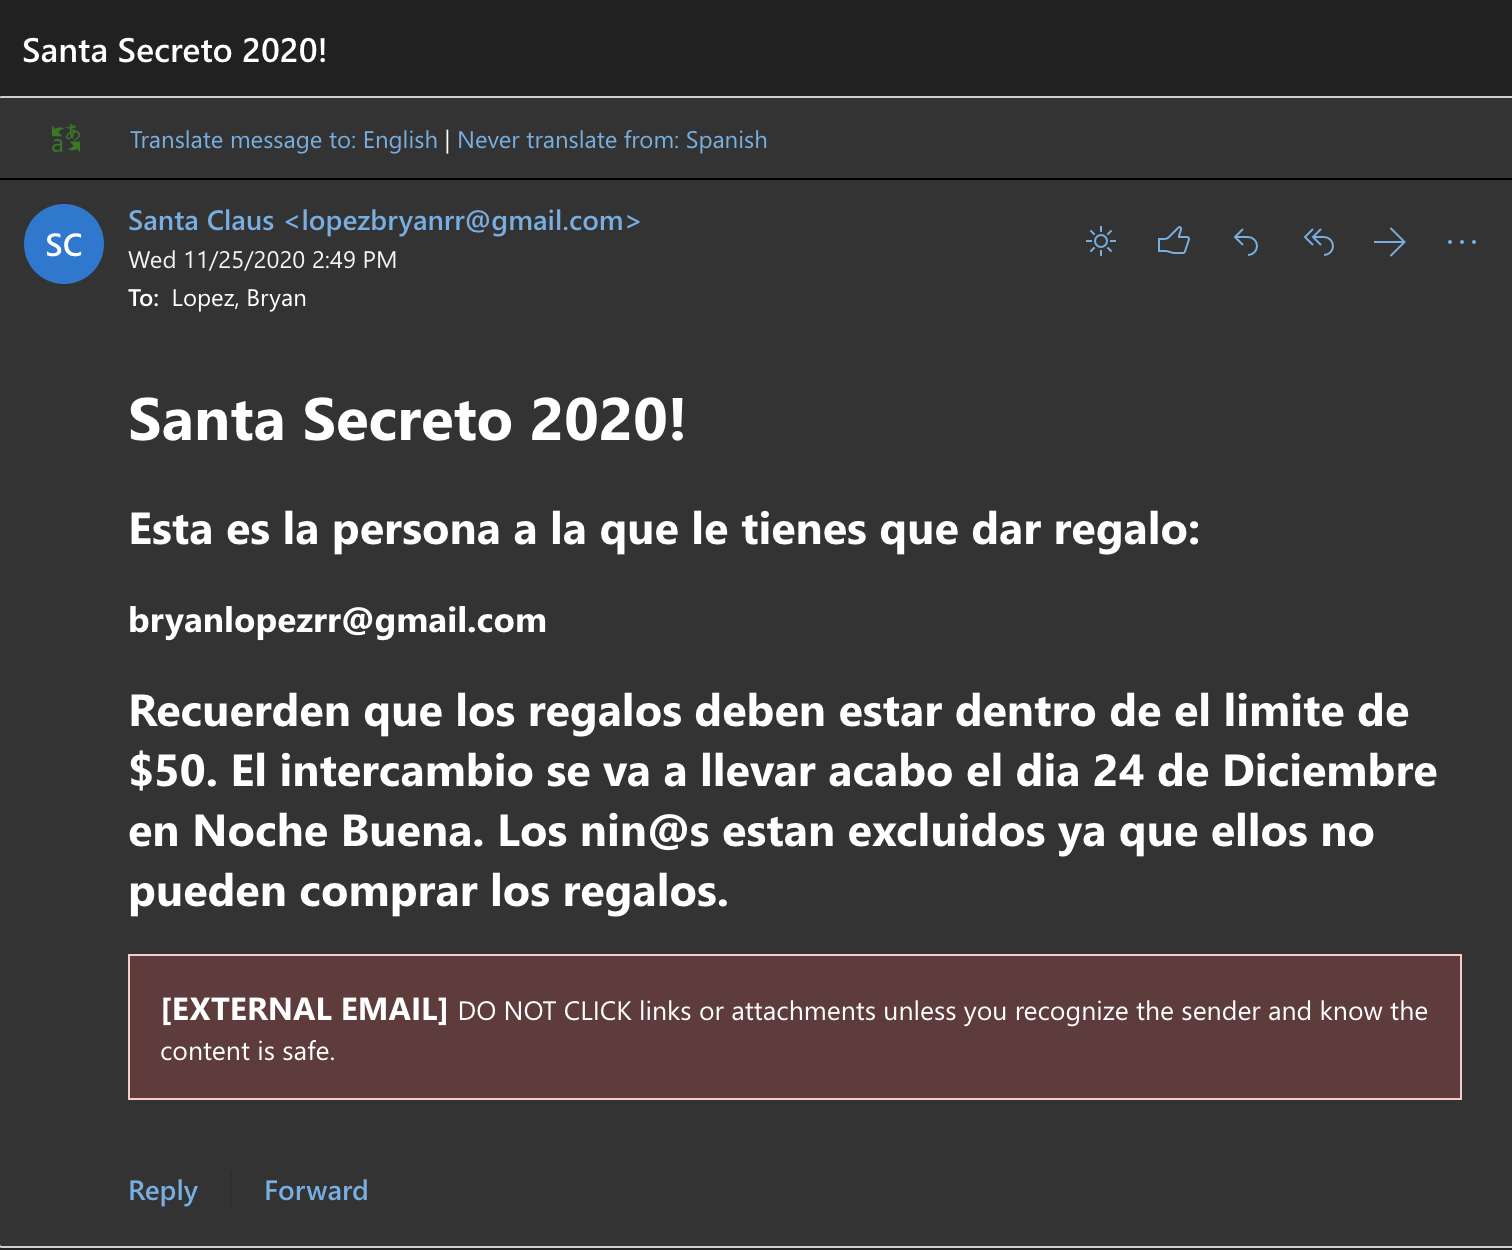 Santa Secreto 2020!
Translate message to: English | Never translate from: Spanish
SC
Santa Claus <lopezbryanrr@gmail.com>
Wed 11/25/2020 2:49 PM
To: Lopez, Bryan
Santa Secreto 2020!
Esta es la persona a la que le tienes que dar regalo:
bryanlopezrr@gmail.com
Recuerden que los regalos deben estar dentro de el limite de
$50. El intercambio se va a llevar acabo el dia 24 de Diciembre
en Noche Buena. Los nin@s estan excluidos ya que ellos no
pueden comprar los regalos.
[EXTERNAL EMAIL] DO NOT CLICK links or attachments unless you recognize the sender and know the
content is safe.
Reply
Forward